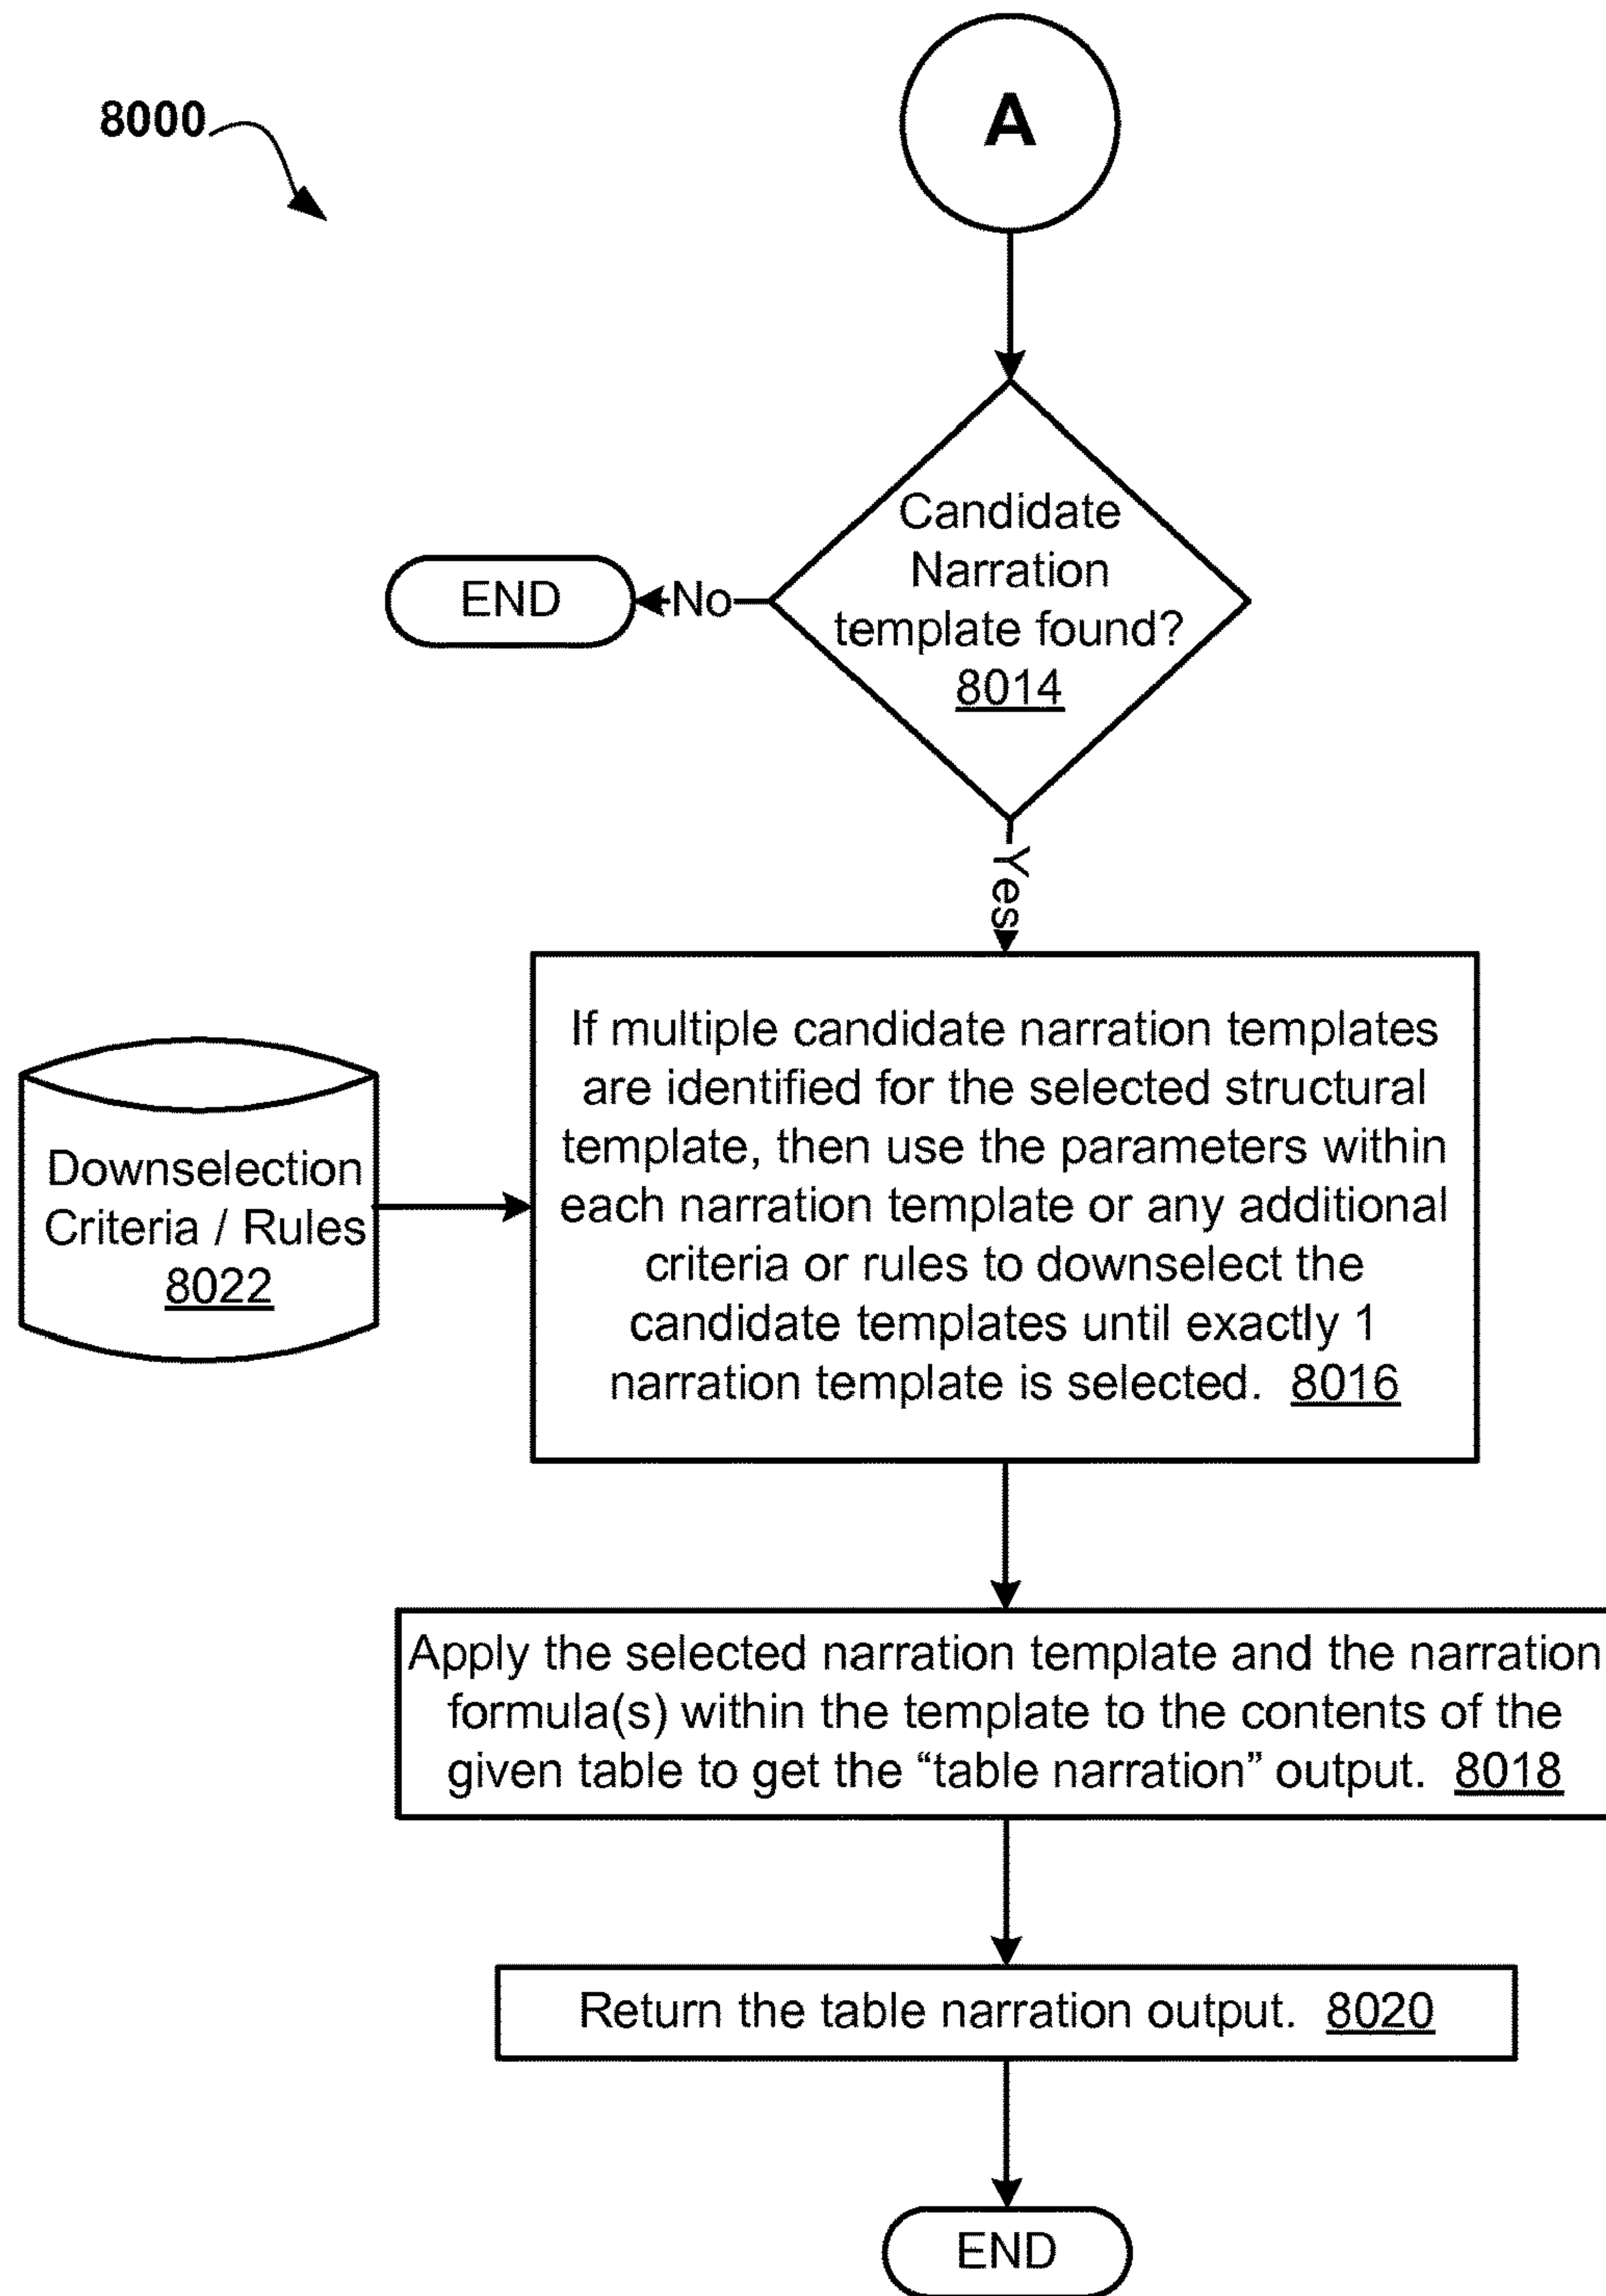 8000
A
Candidate
Narration
template found?
8014
No
END
Yes
If multiple candidate narration templates
are identified for the selected structural
template, then use the parameters within
each narration template or any additional
criteria or rules to downselect the
candidate templates until exactly 1
narration template is selected. 8016
Downselection
Criteria / Rules
8022
Apply the selected narration template and the narration
formula(s) within the template to the contents of the
given table to get the “table narration” output. 8018
Return the table narration output. 8020
END